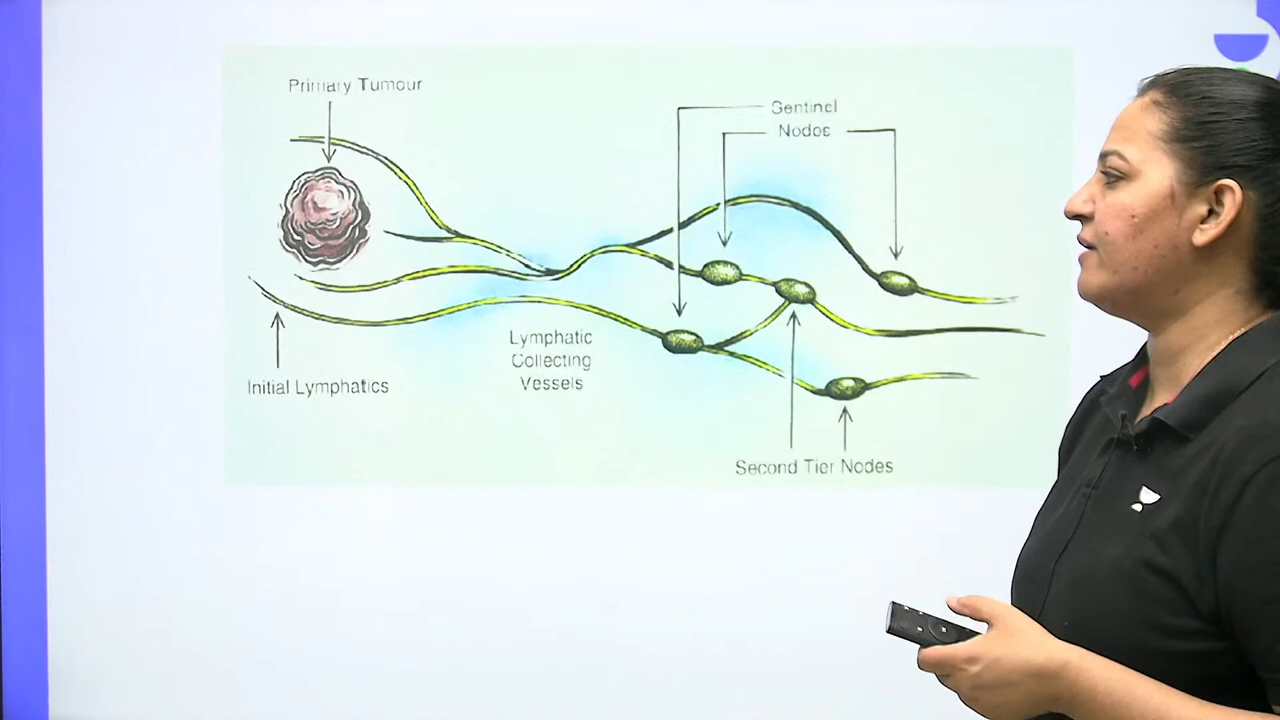 Primary Tumour
Sentinel
Nodes
Lymphatic
Collecting
Vessels
Initial Lymphatics
Second Tier Nodes